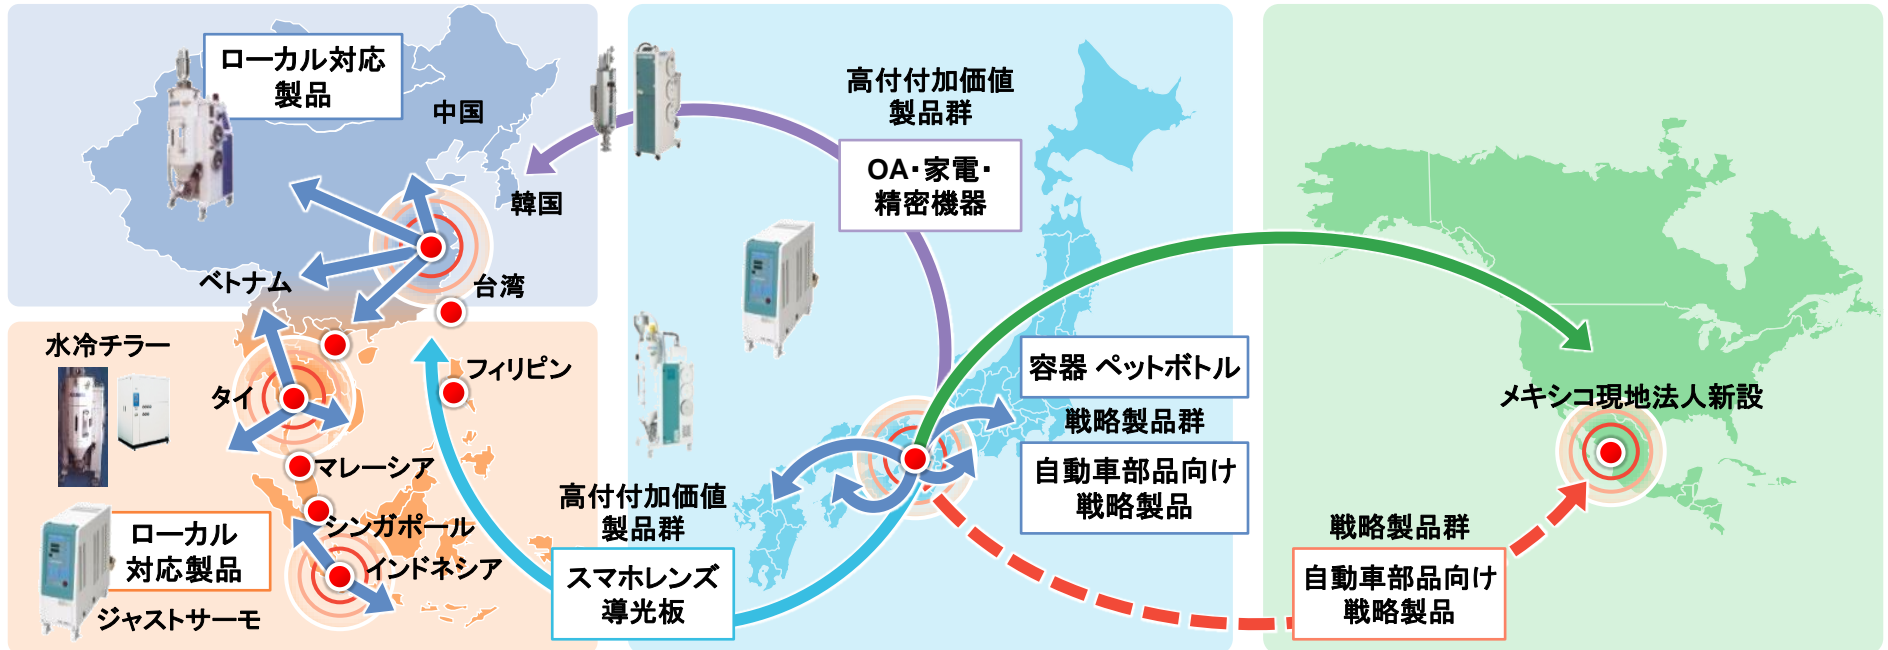 ローカル対応
製品
中国
韓国
ベトナム
台湾
水冷チラー
タイ
フィリピン
マレーシア
シンガポール
インドネシア
ローカル
対応製品
ジャストサーモ
高付付加価値
製品群
OA・家電・
精密機器
容器 ペットボトル
戦略製品群
自動車部品向け
戦略製品
高付付加価値
製品群
スマホレンズ
導光板
メキシコ現地法人新設
戦略製品群
自動車部品向け
戦略製品